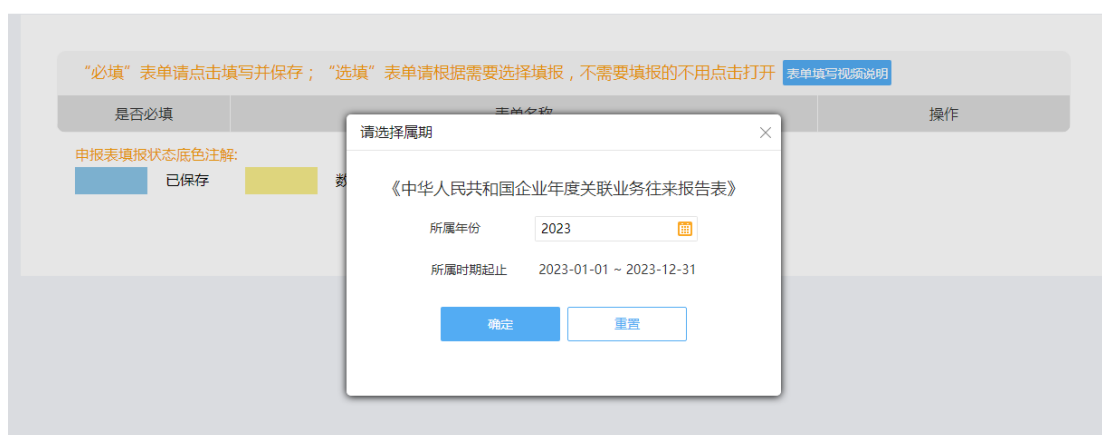 “必填”表单请点击填写并保存；“选填”表单请根据需要选择填报，不需要填报的不用点击打开 表单填写视频说明
是否必填 表单名称 操作
请选择属期
申报表填报状态底色注解:
已保存 数
《中华人民共和国企业年度关联业务往来报告表》
所属年份 2023
所属时期起止 2023-01-01 ~ 2023-12-31
确定 重置